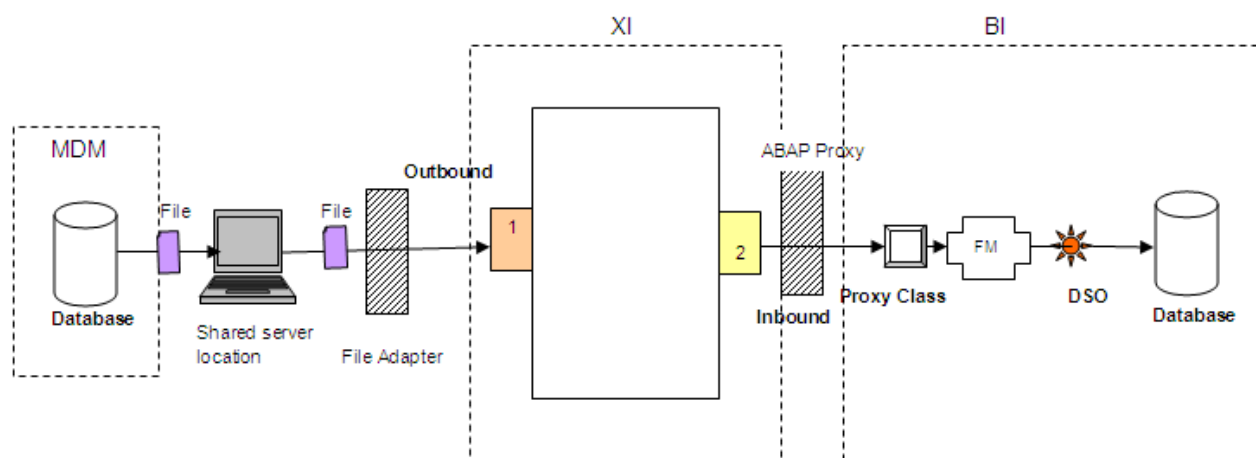 XI
BI
MDM
ABAP Proxy
Outbound
File
File
1
2
FM
Database
Shared server
location
File Adapter
Inbound
Proxy Class
DSO
Database